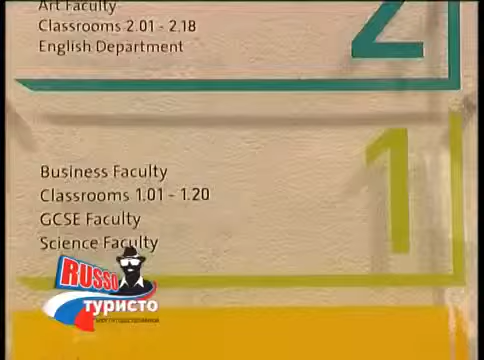 Art Faculty
Classrooms 2.01 - 2.18
English Department
2
Business Faculty
Classrooms 1.01 - 1.20
GCSE Faculty
Science Faculty
1
RUSSO
туристо